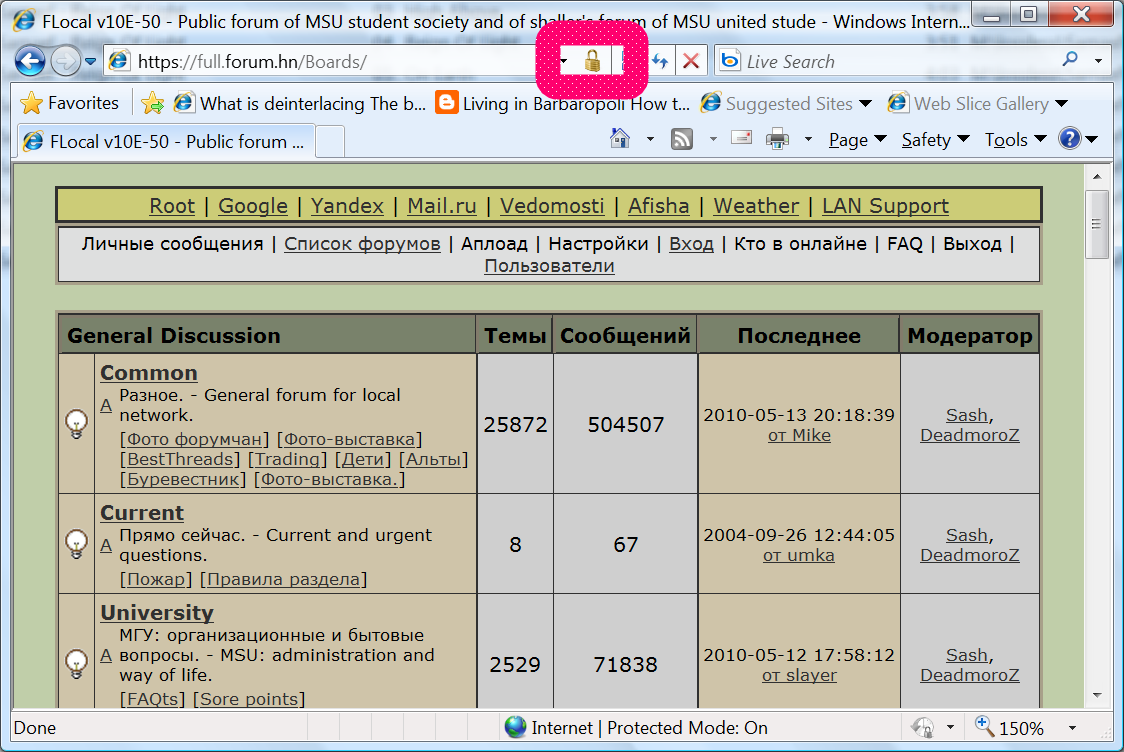 FLocal v10E-50 - Public forum of MSU student society and of shaller's forum of MSU united stude - Windows Intern...
https://full.forum.hn/Boards/ Live Search
Favorites What is deinterlacing The b... Living in Barbaropoli How t... Suggested Sites Web Slice Gallery
FLocal v10E-50 - Public forum ... Page Safety Tools
Root | Google | Yandex | Mail.ru | Vedomosti | Afisha | Weather | LAN Support
Личные сообщения | Список форумов | Аплоад | Настройки | Вход | Кто в онлайне | FAQ | Выход |
Пользователи
General Discussion Темы Сообщений Последнее Модератор
Common
A Разное. - General forum for local
network.
[Фото форумчан] [Фото-выставка]
[BestThreads] [Trading] [Дети] [Альты]
[Буревестник] [Фото-выставка.]
25872 504507
2010-05-13 20:18:39
от Mike
Sash,
DeadmoroZ
Current
A Прямо сейчас. - Current and urgent
questions.
[Пожар] [Правила раздела]
8 67
2004-09-26 12:44:05
от umka
Sash,
DeadmoroZ
University
МГУ: организационные и бытовые
A вопросы. - MSU: administration and
way of life.
[FAQts] [Sore points]
2529 71838
2010-05-12 17:58:12
от slayer
Sash,
DeadmoroZ
Done Internet | Protected Mode: On 150%